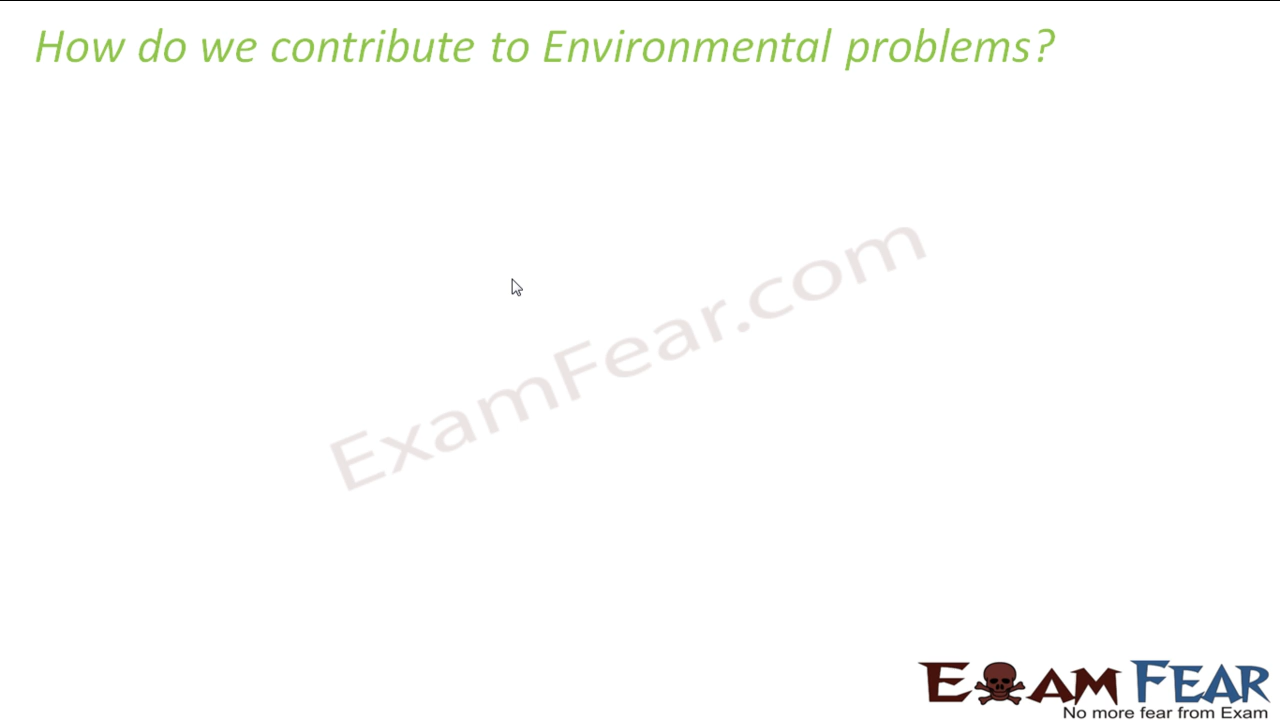 How do we contribute to Environmental problems?
ExamFear.com
EXAM FEAR
No more fear from Exam